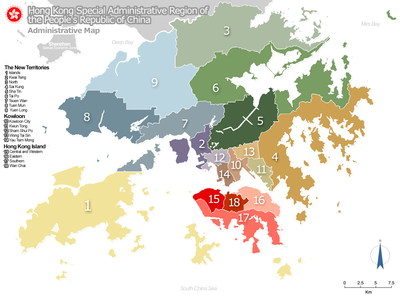 Hong Kong Special Administrative Region of
the People's Republic of China
Administrative Map
Shenzhen
Deep Bay
Mirs Bay
The New Territories
1 Islands
2 Kwai Tsing
3 North
4 Sai Kung
5 Sha Tin
6 Tai Po
7 Tsuen Wan
8 Tuen Mun
9 Yuen Long
Kowloon
10 Kowloon City
11 Kwun Tong
12 Sham Shui Po
13 Wong Tai Sin
14 Yau Tsim Mong
Hong Kong Island
15 Central and Western
16 Eastern
17 Southern
18 Wan Chai
3
9
6
8
7
5
2
13
12
10
4
11
14
1
15
18
16
17
South China Sea
0 2.5 5 7.5
Km